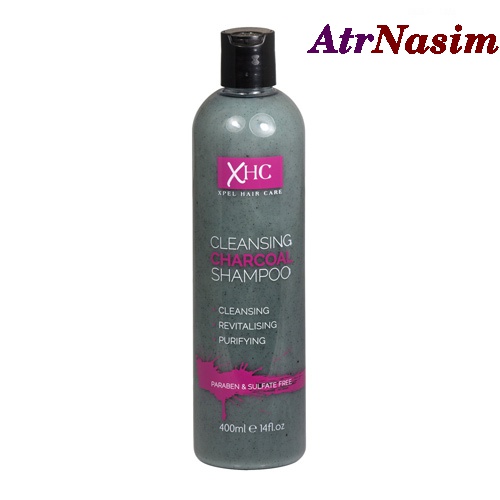 AtrNasim
XHC
XPEL HAIR CARE
CLEANSING
CHARCOAL
SHAMPOO
CLEANSING
REVITALISING
PURIFYING
PARABEN & SULFATE FREE
400ml ℮ 14fl.oz